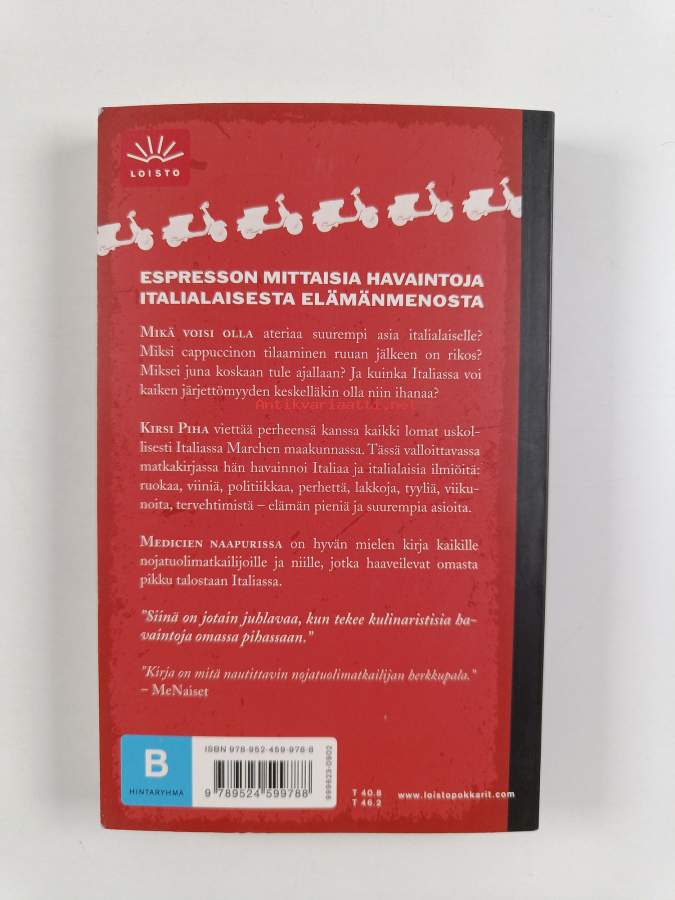 LOISTO
ESPRESSON MITTAISIA HAVAINTOJA
ITALIALAISESTA ELÄMÄNMENOSTA
MIKÄ VOISI OLLA ateriaa suurempi asia italialaiselle?
Miksi cappuccinon tilaaminen ruuan jälkeen on rikos?
Miksei juna koskaan tule ajallaan? Ja kuinka Italiassa voi
kaiken järjettömyyden keskelläkin olla niin ihanaa?
Antikvariaatti.net
KIRSI PIHA viettää perheensä kanssa kaikki lomat uskol-
lisesti Italiassa Marchen maakunnassa. Tässä valloittavassa
matkakirjassa hän havainnoi Italiaa ja italialaisia ilmiöitä:
ruokaa, viiniä, politiikkaa, perhettä, lakkoja, tyyliä, viiku-
noita, tervehtimistä – elämän pieniä ja suurempia asioita.
MEDICIEN NAAPURISSA on hyvän mielen kirja kaikille
nojatuolimatkailijoille ja niille, jotka haaveilevat omasta
pikku talostaan Italiassa.
"Siinä on jotain juhlavaa, kun tekee kulinaristisia ha-
vaintoja omassa pihassaan."
"Kirja on mitä nautittavin nojatuolimatkailijan herkkupala."
– MeNaiset
B
HINTARYHMÄ
ISBN 978-952-459-978-8
9 789524 599788
999623-0902
T 40.8
T 46.2
www.loistopokkarit.com